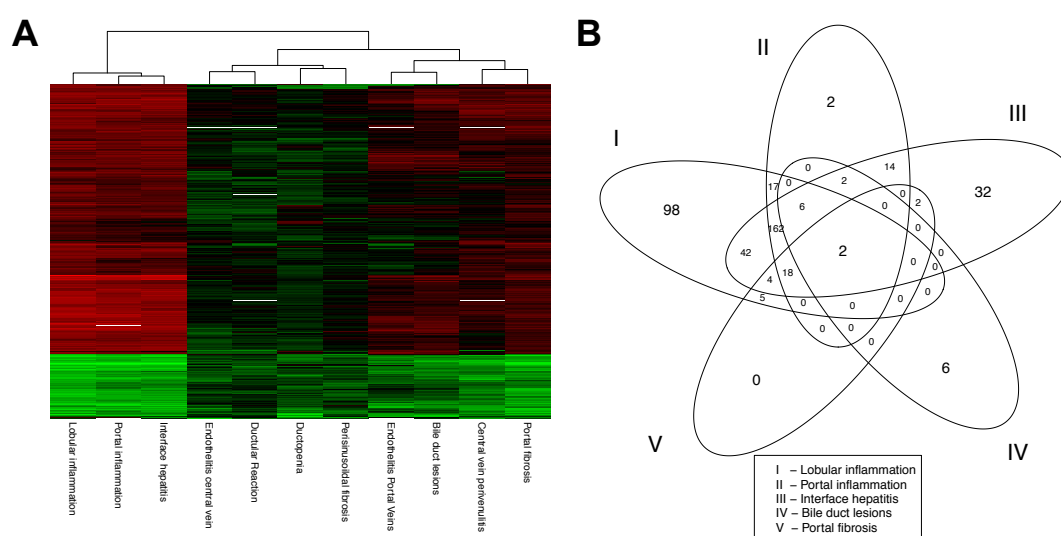 A
B
Lobular inflammation
Portal inflammation
Interface hepatitis
Endothelitis central vein
Ductular Reaction
Ductopenia
Perisinusoildal fibrosis
Endothelitis Portal Veins
Bile duct lesions
Central vein perivenulitis
Portal fibrosis
II
2
III
I
0
14
17
0
2
0
32
98
6
0
2
162
0
42
2
0
4
18
0
0
5
0
0
0
0
0
0
0
0
6
V
IV
I – Lobular inflammation
II – Portal inflammation
III – Interface hepatitis
IV – Bile duct lesions
V – Portal fibrosis